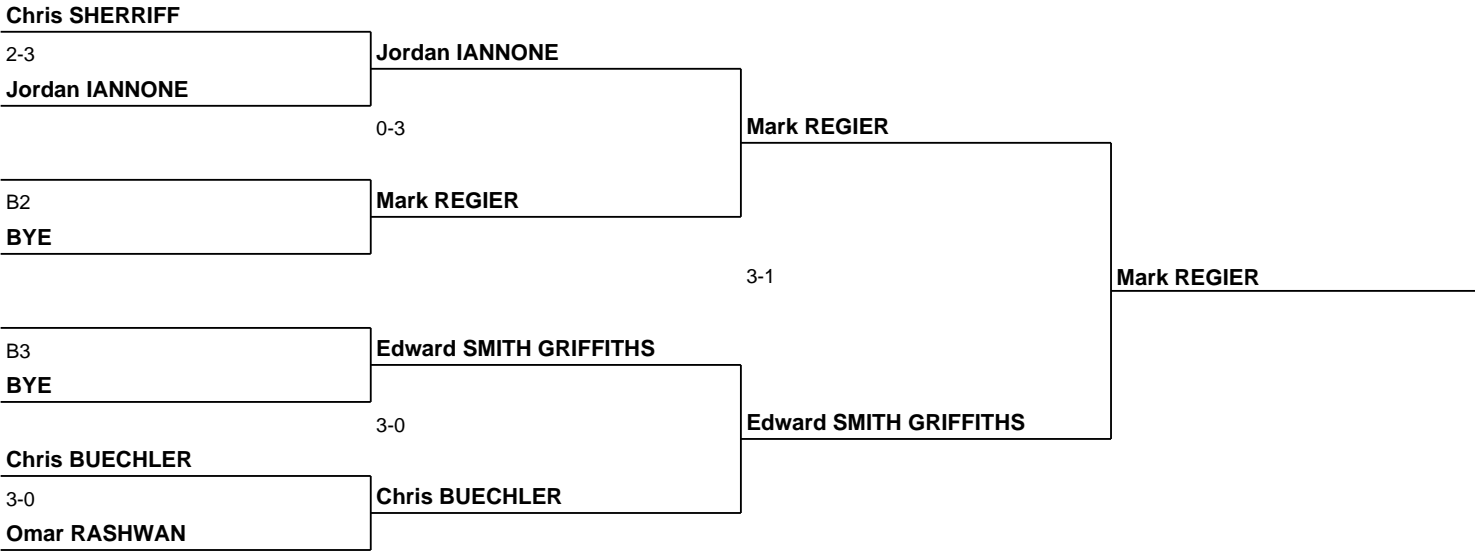 Chris SHERRIFF
2-3
Jordan IANNONE
Jordan IANNONE
0-3
Mark REGIER
B2
Mark REGIER
BYE
3-1
Mark REGIER
B3
Edward SMITH GRIFFITHS
BYE
3-0
Edward SMITH GRIFFITHS
Chris BUECHLER
3-0
Chris BUECHLER
Omar RASHWAN